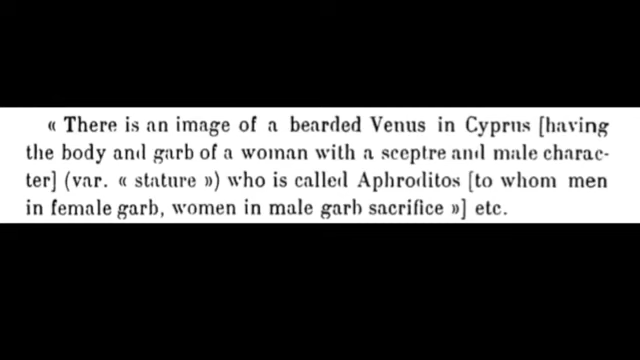 « There is an image of a bearded Venus in Cyprus [having
the body and garb of a woman with a sceptre and male charac-
ter] (var. « stature ») who is called Aphroditos [to whom men
in female garb, women in male garb sacrifice »] etc.